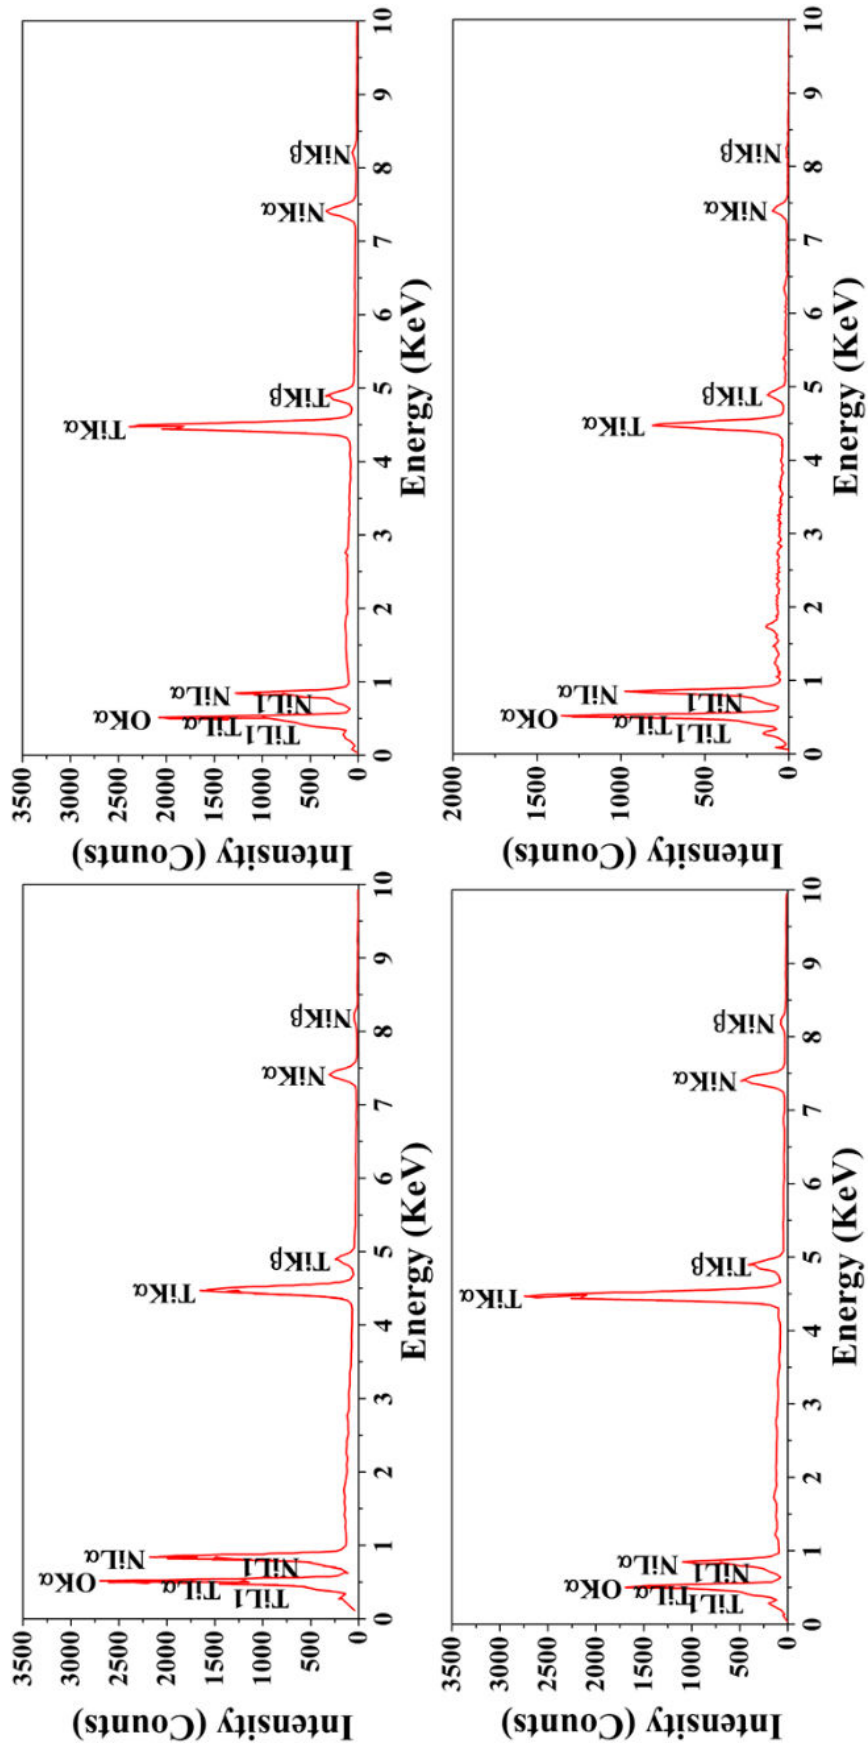 Intensity (Counts)
3500
3000
2500
2000
1500
1000
500
0
OKα
TiLα
TiL1
NiLα
NiL1
TiKα
TiKβ
NiKα
NiKβ
0 1 2 3 4 5 6 7 8 9 10
Energy (KeV)
Intensity (Counts)
3500
3000
2500
2000
1500
1000
500
0
OKα
TiLα
TiL1
NiLα
NiL1
TiKα
TiKβ
NiKα
NiKβ
0 1 2 3 4 5 6 7 8 9 10
Energy (KeV)
Intensity (Counts)
3500
3000
2500
2000
1500
1000
500
0
OKα
TiLα
TiL1
NiLα
NiL1
TiKα
TiKβ
NiKα
NiKβ
0 1 2 3 4 5 6 7 8 9 10
Energy (KeV)
Intensity (Counts)
2000
1500
1000
500
0
OKα
TiLα
TiL1
NiLα
NiL1
TiKα
TiKβ
NiKα
NiKβ
0 1 2 3 4 5 6 7 8 9 10
Energy (KeV)